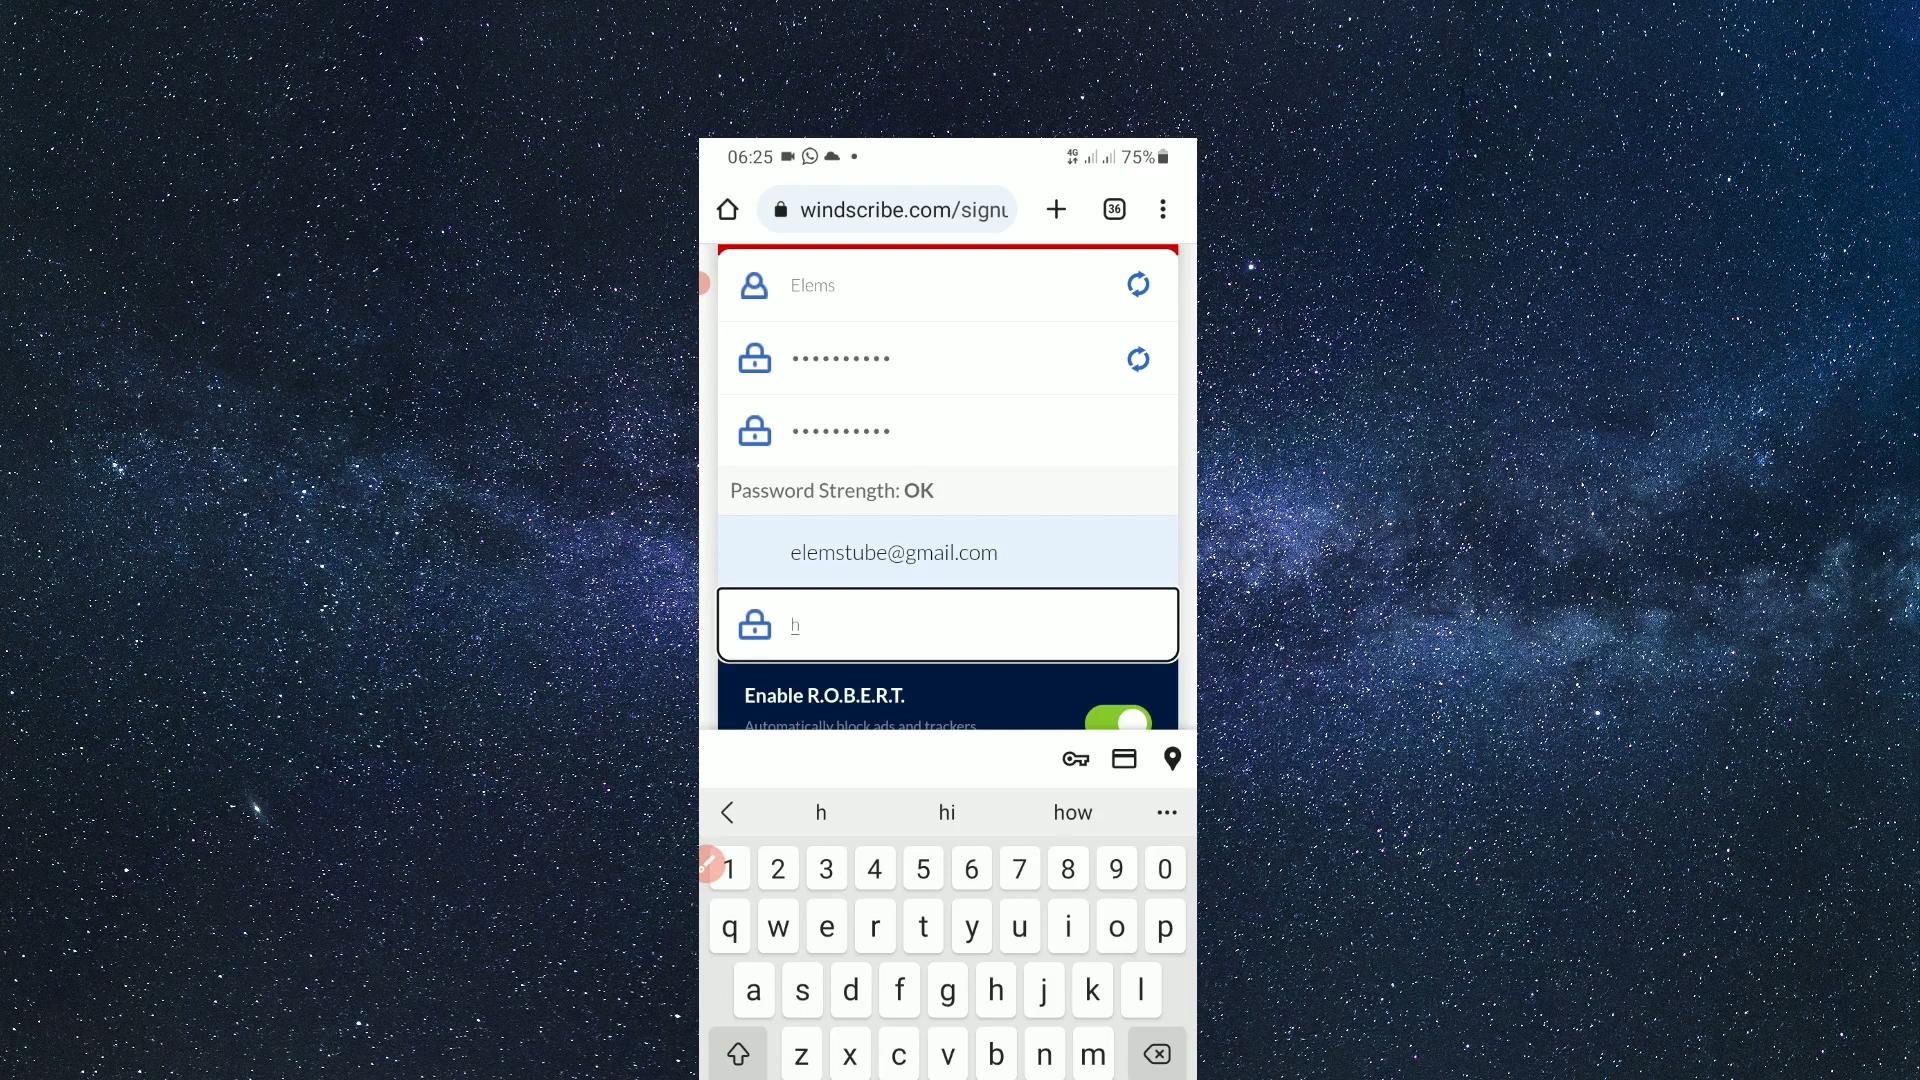 06:25 4G 75%
windscribe.com/signu 36
Elems
••••••••••
••••••••••
Password Strength: OK
elemstube@gmail.com
h
Enable R.O.B.E.R.T.
Automatically block ads and trackers
h hi how ...
1 2 3 4 5 6 7 8 9 0
q w e r t y u i o p
a s d f g h j k l
z x c v b n m